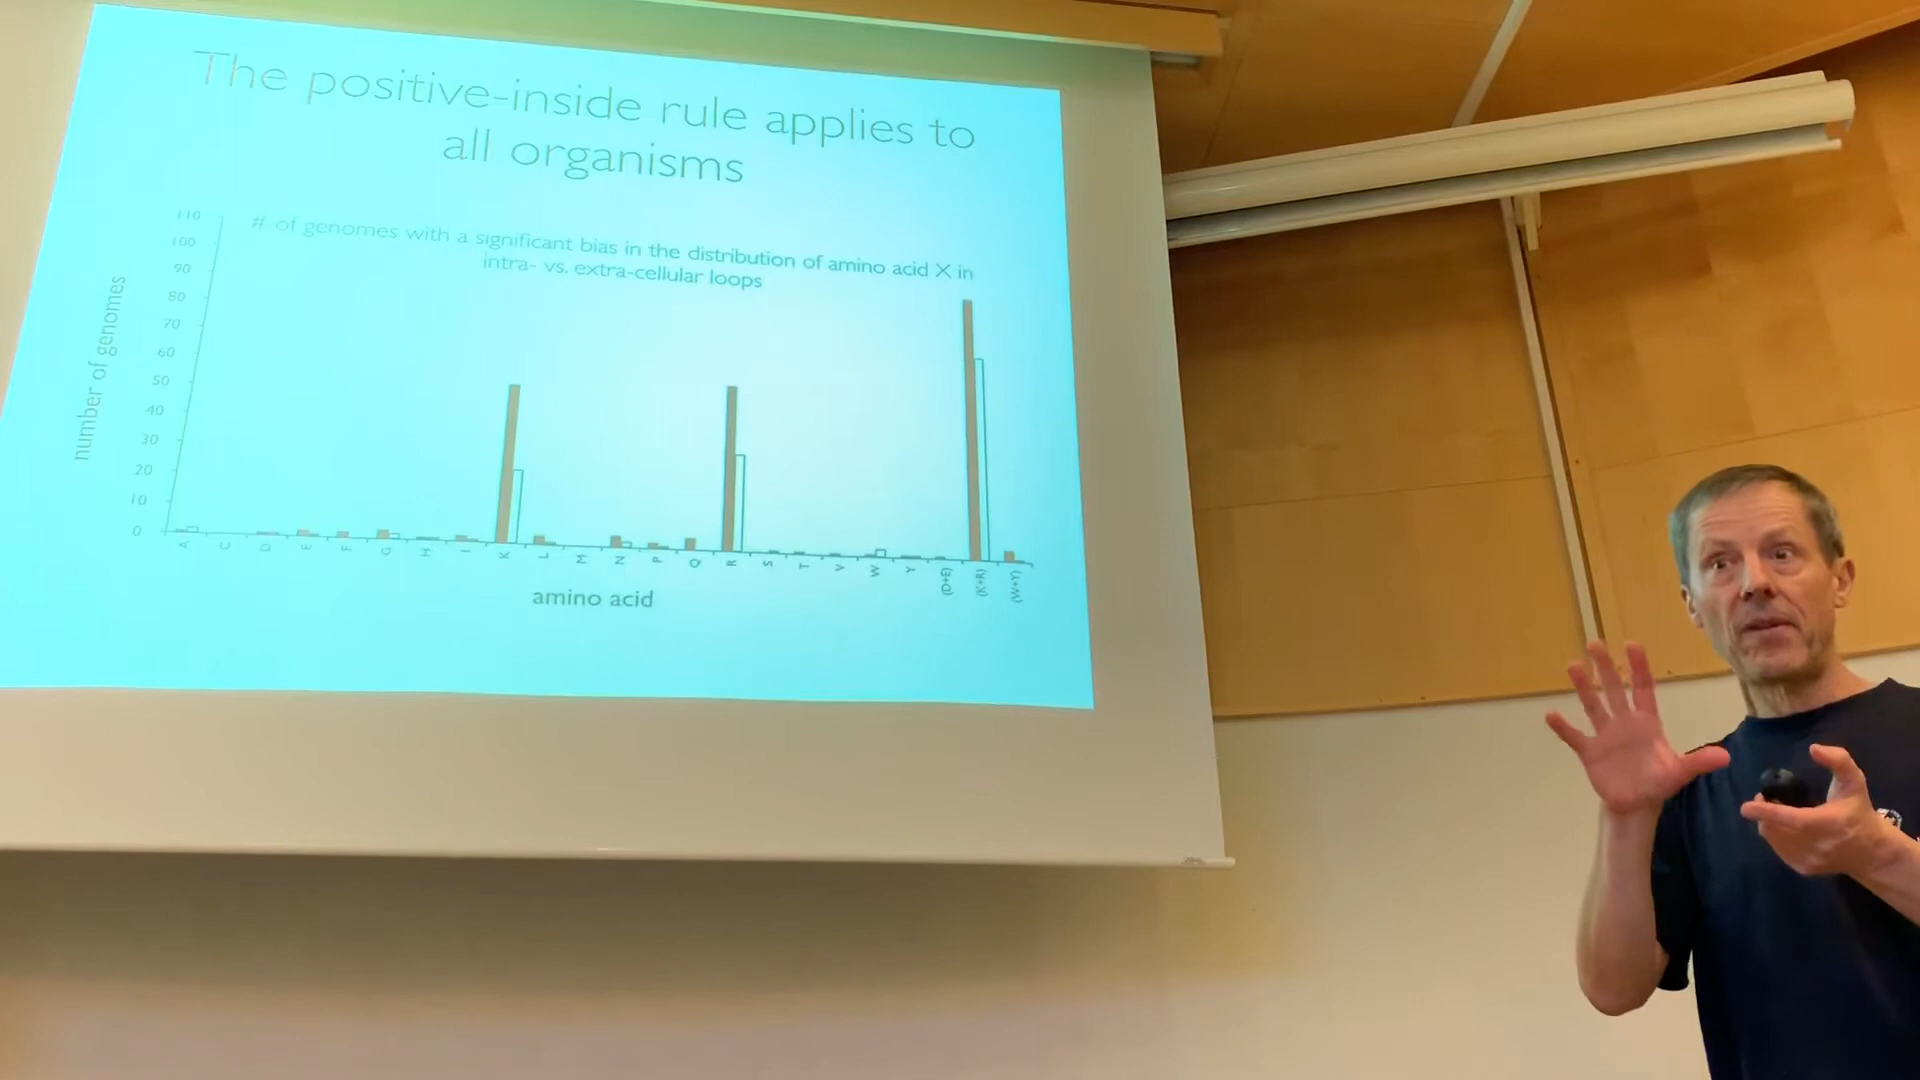 The positive-inside rule applies to
all organisms
# of genomes with a significant bias in the distribution of amino acid X in
intra- vs. extra-cellular loops
number of genomes
110
100
90
80
70
60
50
40
30
20
10
0
A C D E F G H I K L M N P Q R S T V W Y (D+E) (K+R) (W+Y)
amino acid